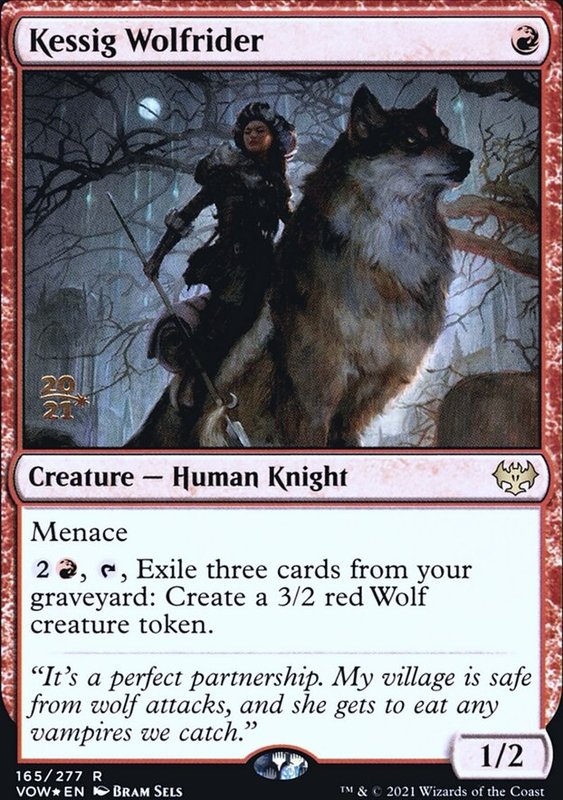 Kessig Wolfrider
20
21*
Creature — Human Knight
Menace
2, , Exile three cards from your
graveyard: Create a 3/2 red Wolf
creature token.
“It’s a perfect partnership. My village is safe
from wolf attacks, and she gets to eat any
vampires we catch.”
1/2
165/277 R
VOW★EN Bram Sels
™ & © 2021 Wizards of the Coast